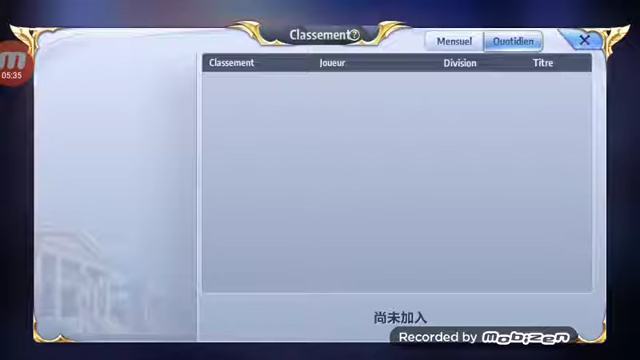 Classement?
Mensuel Quotidien
Classement Joueur Division Titre
05:35
尚未加入
Recorded by mobizen